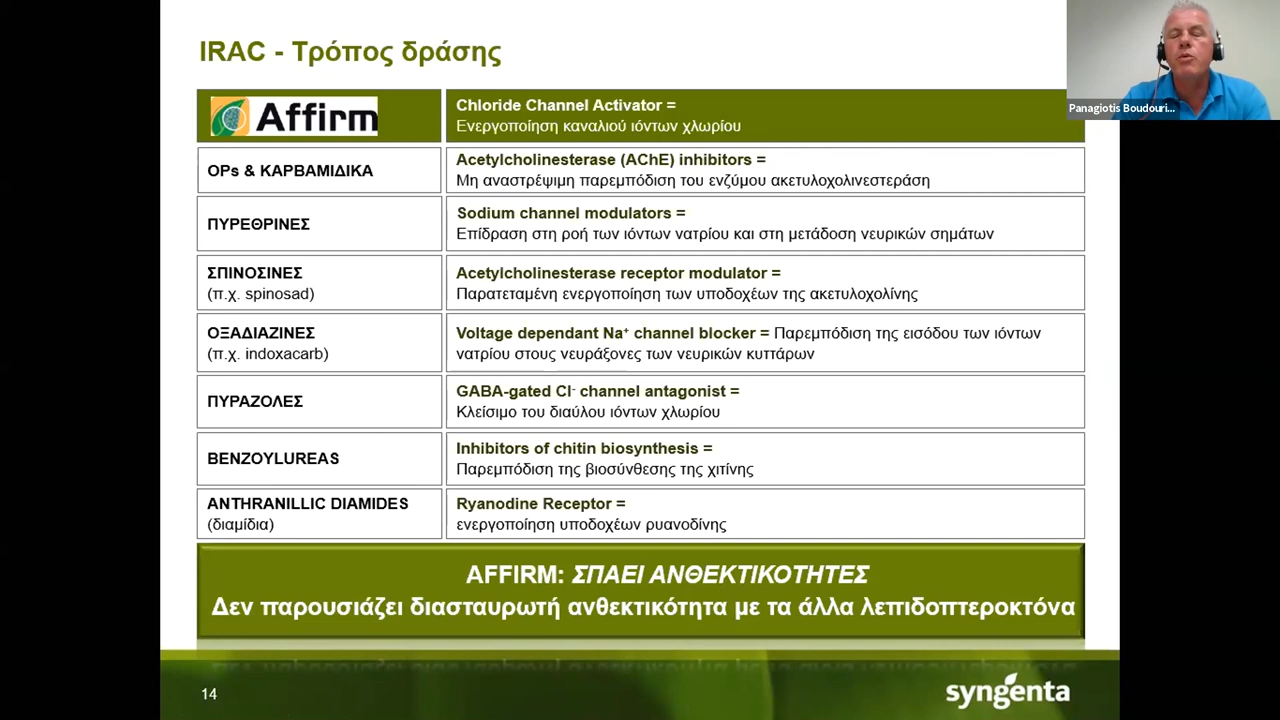 IRAC - Τρόπος δράσης
Affirm
Chloride Channel Activator =
Ενεργοποίηση καναλιού ιόντων χλωρίου
OPs & ΚΑΡΒΑΜΙΔΙΚΑ
Acetylcholinesterase (AChE) inhibitors =
Μη αναστρέψιμη παρεμπόδιση του ενζύμου ακετυλοχολινεστεράση
ΠΥΡΕΘΡΙΝΕΣ
Sodium channel modulators =
Επίδραση στη ροή των ιόντων νατρίου και στη μετάδοση νευρικών σημάτων
ΣΠΙΝΟΣΙΝΕΣ
(π.χ. spinosad)
Acetylcholinesterase receptor modulator =
Παρατεταμένη ενεργοποίηση των υποδοχέων της ακετυλοχολίνης
ΟΞΑΔΙΑΖΙΝΕΣ
(π.χ. indoxacarb)
Voltage dependant Na⁺ channel blocker = Παρεμπόδιση της εισόδου των ιόντων
νατρίου στους νευράξονες των νευρικών κυττάρων
ΠΥΡΑΖΟΛΕΣ
GABA-gated Cl⁻ channel antagonist =
Κλείσιμο του διαύλου ιόντων χλωρίου
BENZOYLUREAS
Inhibitors of chitin biosynthesis =
Παρεμπόδιση της βιοσύνθεσης της χιτίνης
ANTHRANILLIC DIAMIDES
(διαμίδια)
Ryanodine Receptor =
ενεργοποίηση υποδοχέων ρυανοδίνης
AFFIRM: ΣΠΑΕΙ ΑΝΘΕΚΤΙΚΟΤΗΤΕΣ
Δεν παρουσιάζει διασταυρωτή ανθεκτικότητα με τα άλλα λεπιδοπτεροκτόνα
14
syngenta
Panagiotis Boudouri...